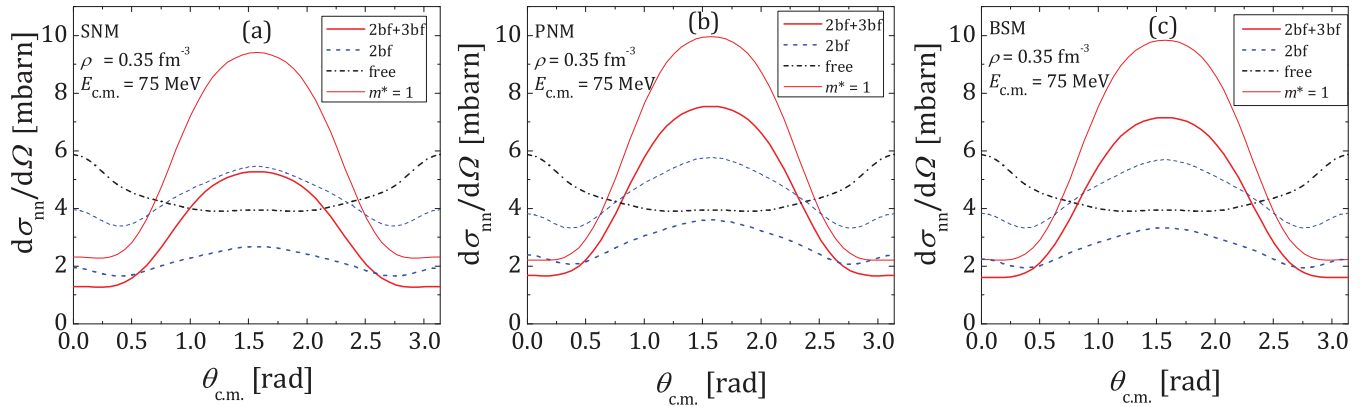 SNM
(a)
ρ = 0.35 fm⁻³
E_c.m. = 75 MeV
2bf+3bf
2bf
free
m* = 1
dσ_nn/dΩ [mbarn]
10
8
6
4
2
0
0.0 0.5 1.0 1.5 2.0 2.5 3.0
θ_c.m. [rad]
PNM
(b)
ρ = 0.35 fm⁻³
E_c.m. = 75 MeV
2bf+3bf
2bf
free
m* = 1
dσ_nn/dΩ [mbarn]
10
8
6
4
2
0
0.0 0.5 1.0 1.5 2.0 2.5 3.0
θ_c.m. [rad]
BSM
(c)
ρ = 0.35 fm⁻³
E_c.m. = 75 MeV
2bf+3bf
2bf
free
m* = 1
dσ_nn/dΩ [mbarn]
10
8
6
4
2
0
0.0 0.5 1.0 1.5 2.0 2.5 3.0
θ_c.m. [rad]